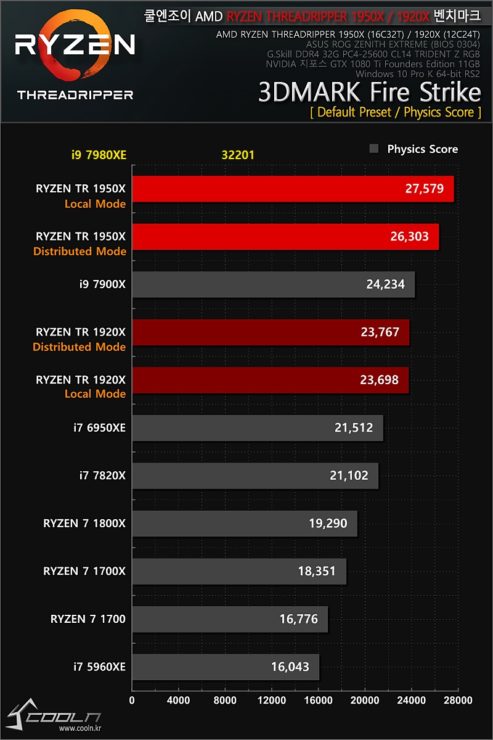 쿨엔조이 AMD RYZEN THREADRIPPER 1950X / 1920X 벤치마크
RYZEN
THREADRIPPER
AMD RYZEN THREADRIPPER 1950X (16C32T) / 1920X (12C24T)
ASUS ROG ZENITH EXTREME (BIOS 0304)
G.Skill DDR4 32G PC4-25600 CL14 TRIDENT Z RGB
NVIDIA 지포스 GTX 1080 Ti Founders Edition 11GB
Windows 10 Pro K 64-bit RS2
3DMARK Fire Strike
[ Default Preset / Physics Score ]
Physics Score
i9 7980XE 32201
RYZEN TR 1950X
Local Mode
27,579
RYZEN TR 1950X
Distributed Mode
26,303
i9 7900X 24,234
RYZEN TR 1920X
Distributed Mode
23,767
RYZEN TR 1920X
Local Mode
23,698
i7 6950XE 21,512
i7 7820X 21,102
RYZEN 7 1800X 19,290
RYZEN 7 1700X 18,351
RYZEN 7 1700 16,776
i7 5960XE 16,043
0 4000 8000 12000 16000 20000 24000 28000
COOLN
www.cooln.kr